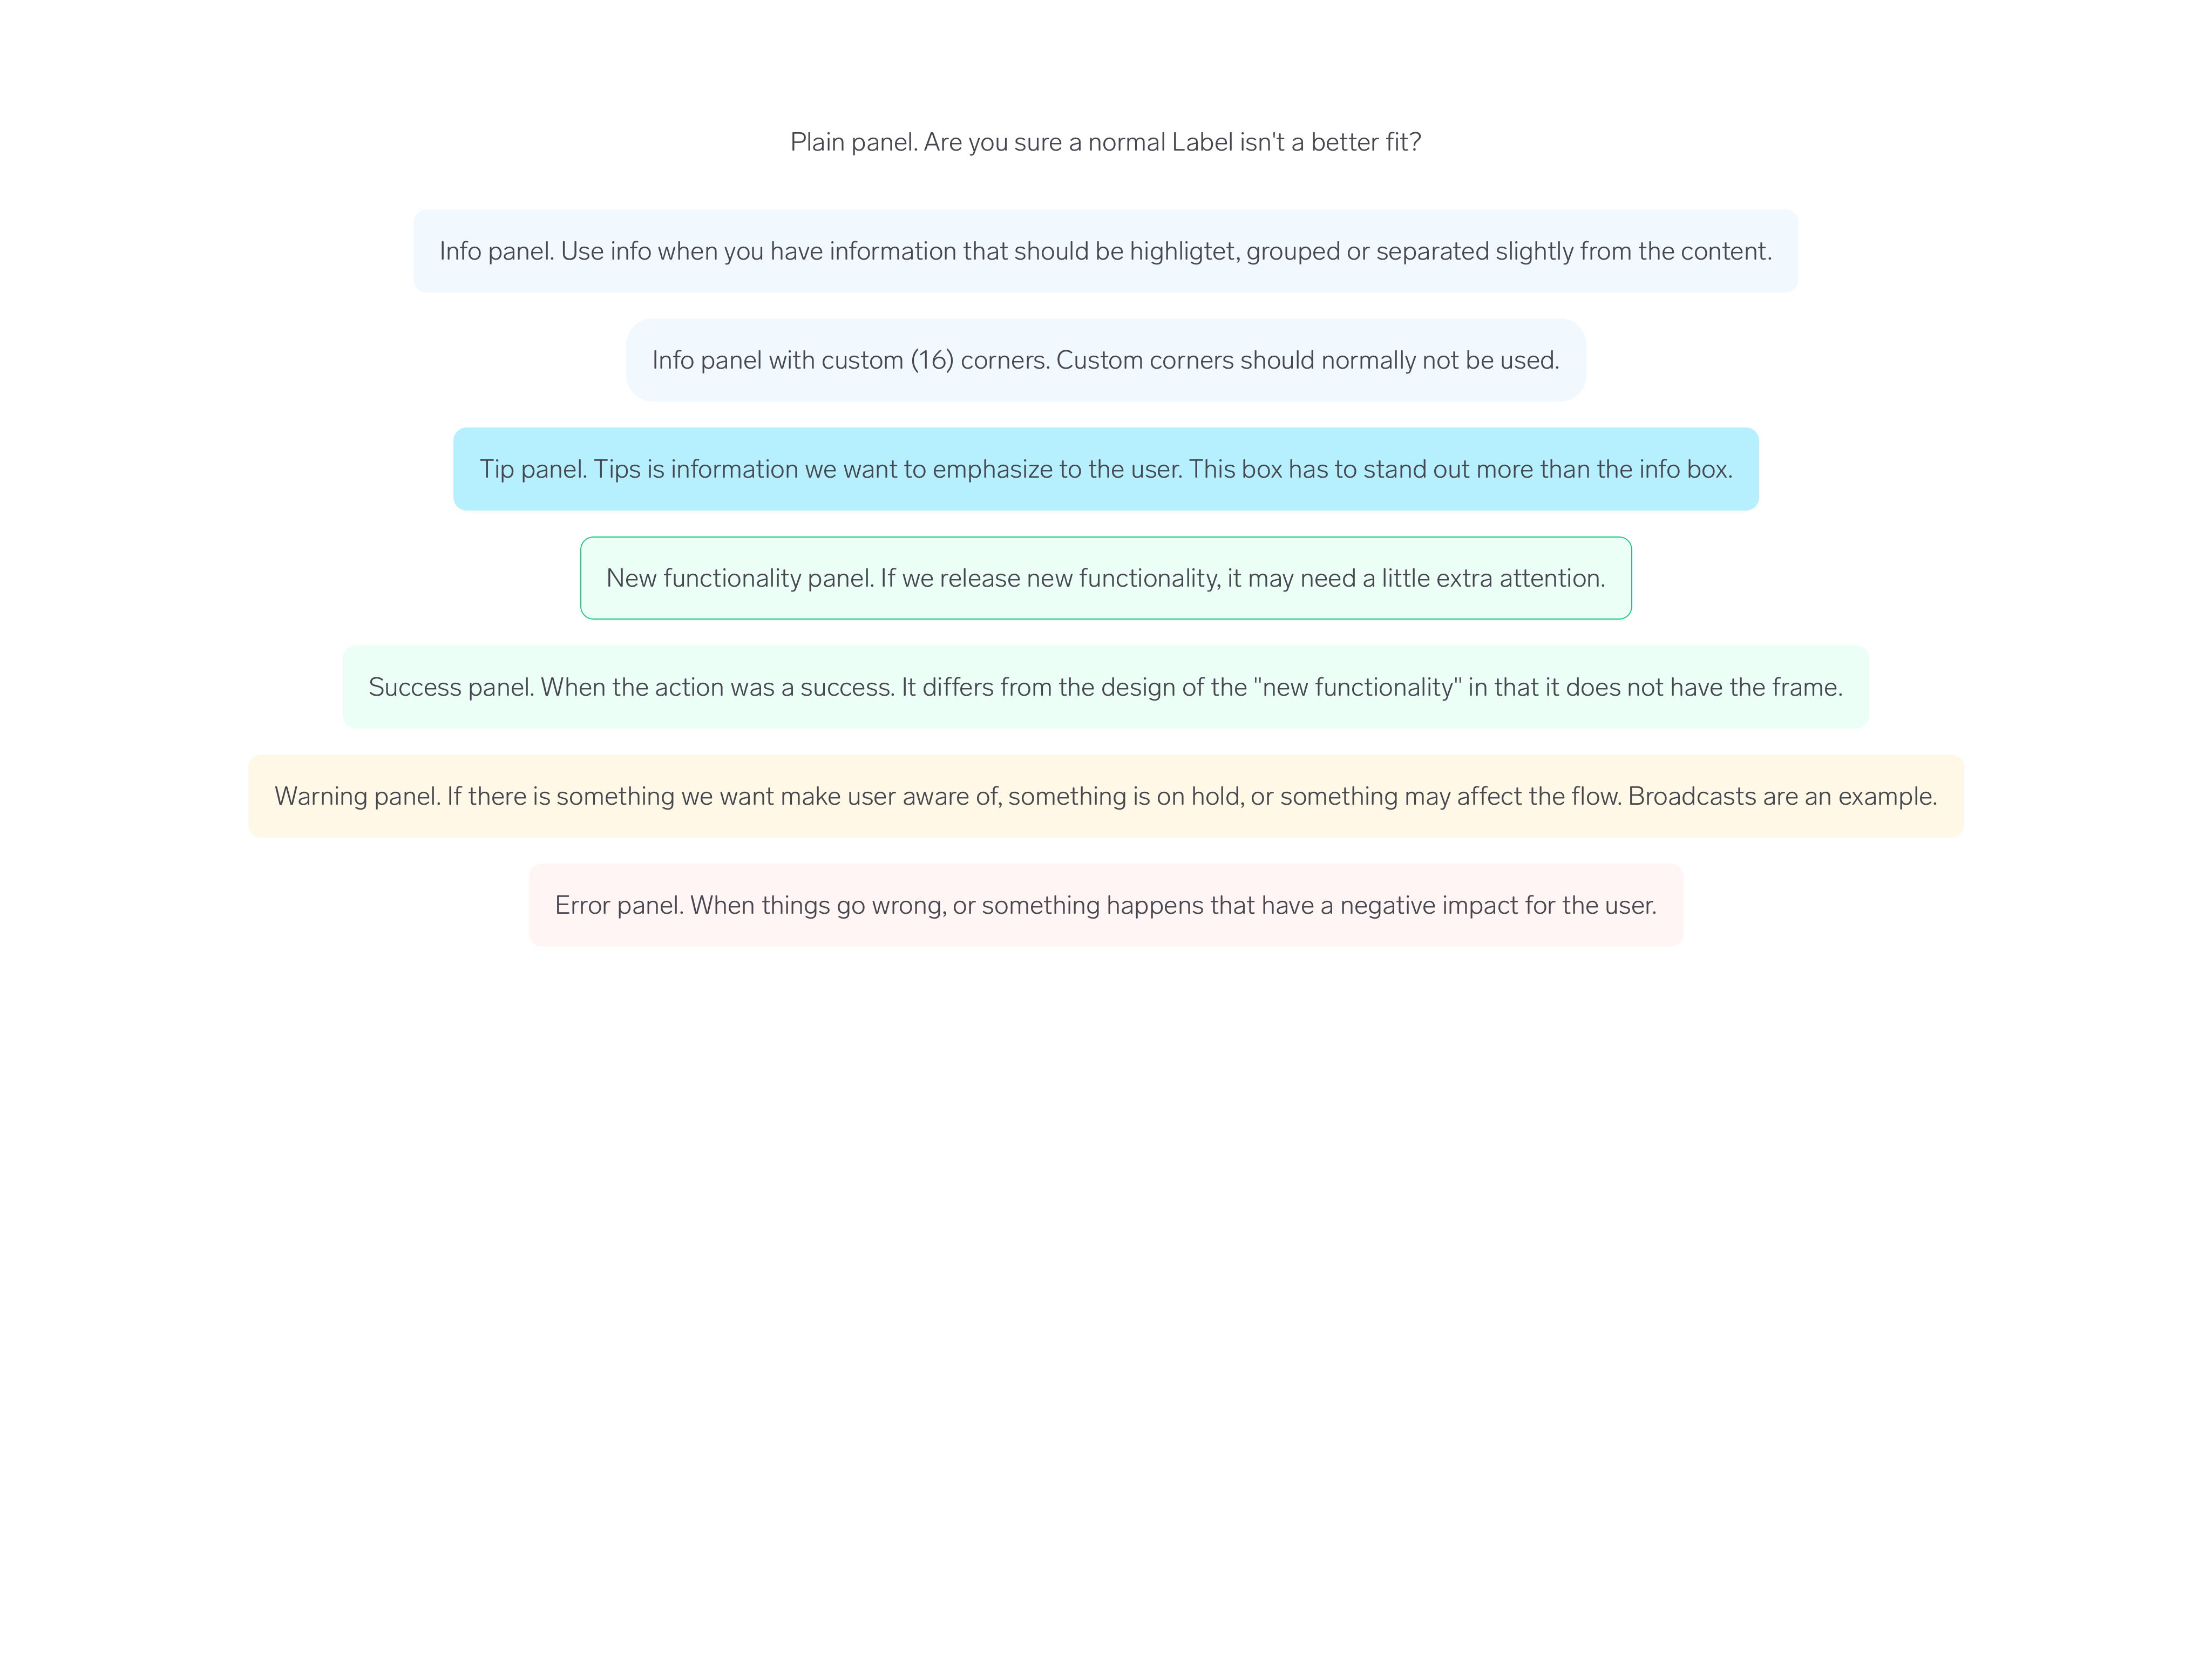 Plain panel. Are you sure a normal Label isn't a better fit?
Info panel. Use info when you have information that should be highligtet, grouped or separated slightly from the content.
Info panel with custom (16) corners. Custom corners should normally not be used.
Tip panel. Tips is information we want to emphasize to the user. This box has to stand out more than the info box.
New functionality panel. If we release new functionality, it may need a little extra attention.
Success panel. When the action was a success. It differs from the design of the "new functionality" in that it does not have the frame.
Warning panel. If there is something we want make user aware of, something is on hold, or something may affect the flow. Broadcasts are an example.
Error panel. When things go wrong, or something happens that have a negative impact for the user.